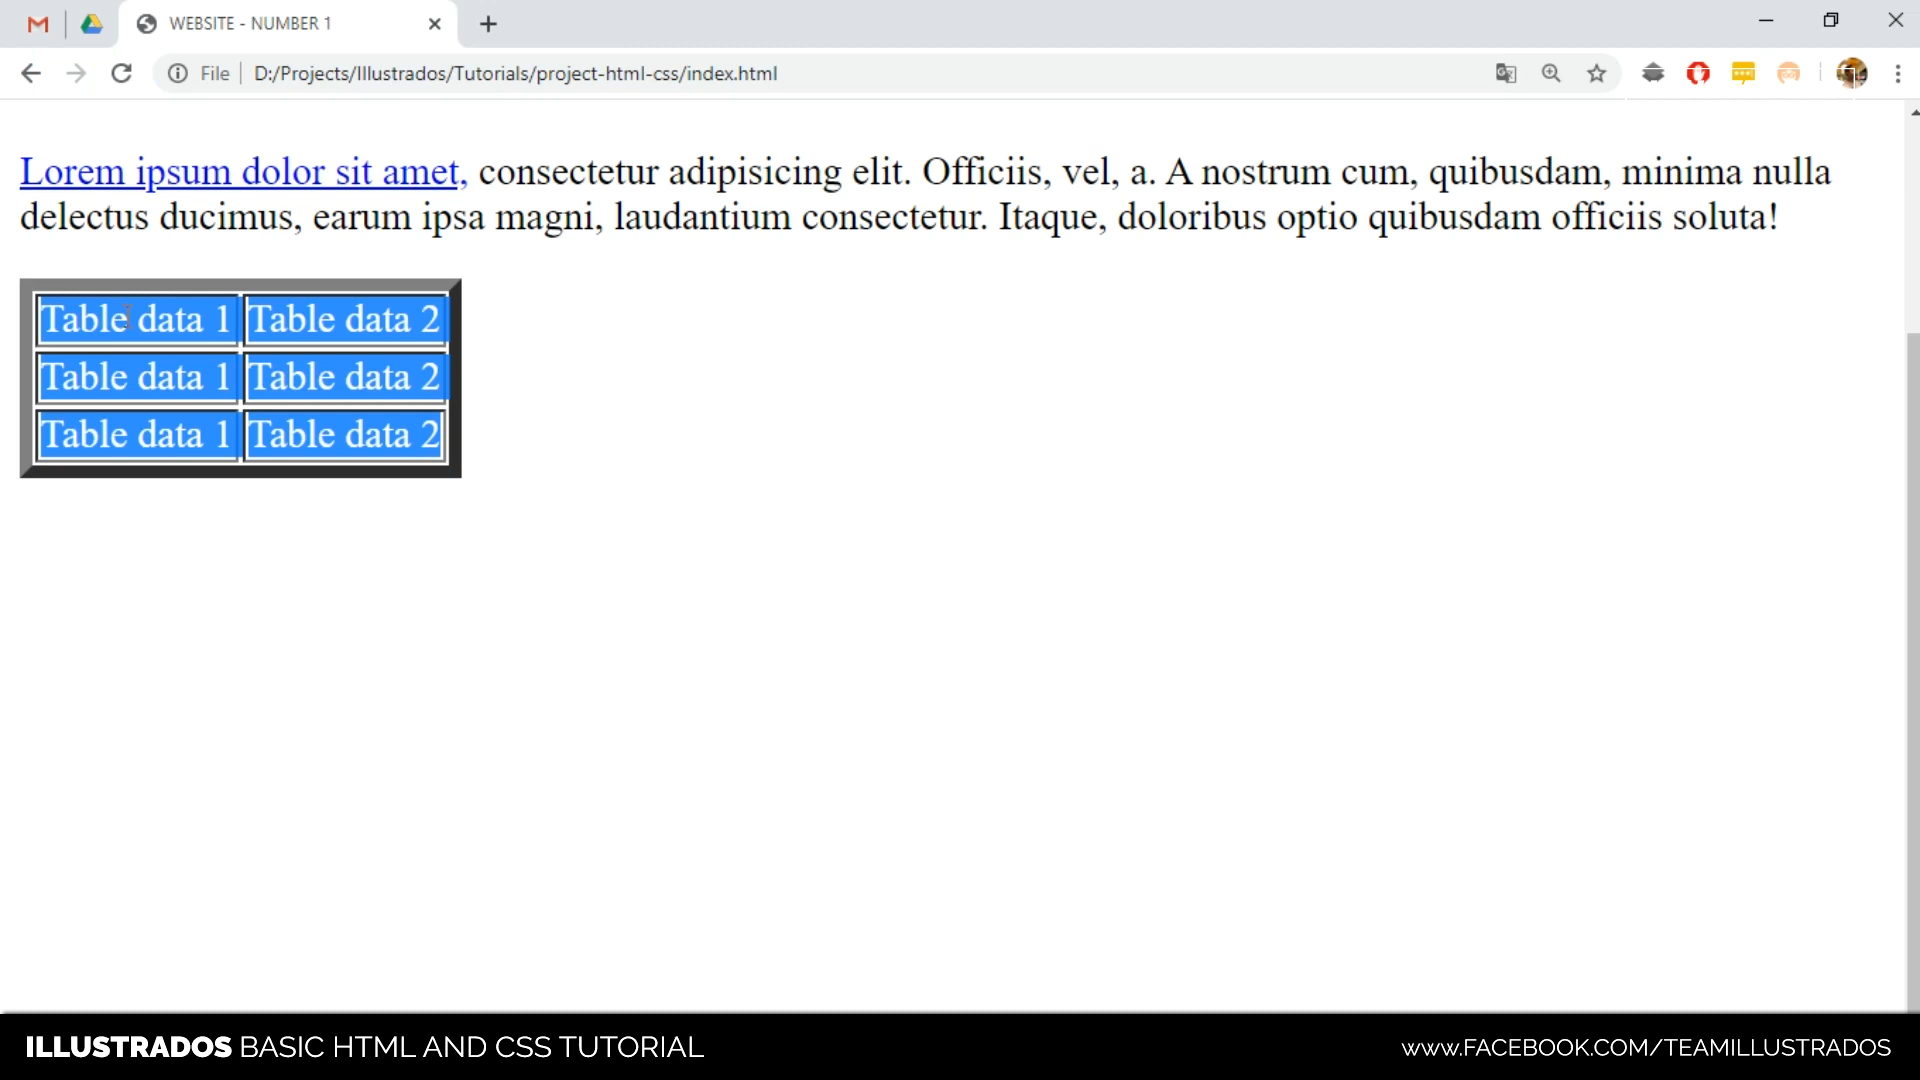 WEBSITE - NUMBER 1
File D:/Projects/Illustrados/Tutorials/project-html-css/index.html
Lorem ipsum dolor sit amet, consectetur adipisicing elit. Officiis, vel, a. A nostrum cum, quibusdam, minima nulla
delectus ducimus, earum ipsa magni, laudantium consectetur. Itaque, doloribus optio quibusdam officiis soluta!
Table data 1 Table data 2
Table data 1 Table data 2
Table data 1 Table data 2
ILLUSTRADOS BASIC HTML AND CSS TUTORIAL www.FACEBOOK.COM/TEAMILLUSTRADOS